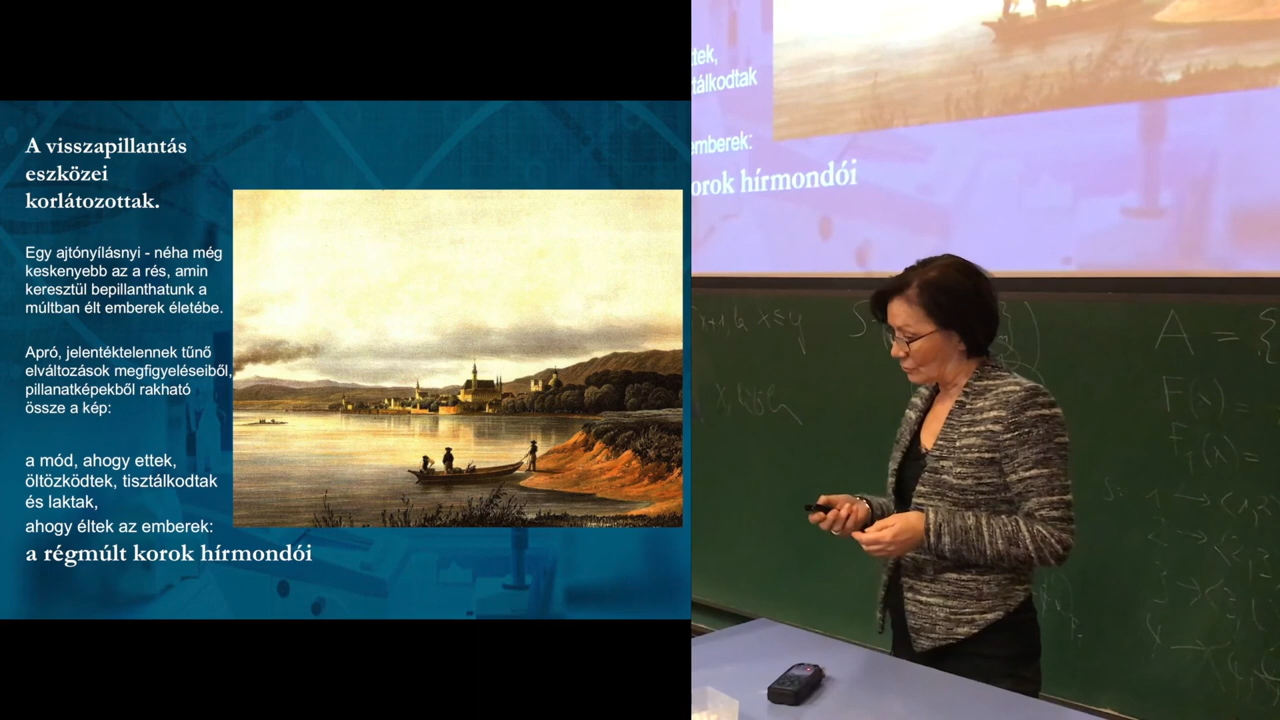 A visszapillantás
eszközei
korlátozottak.
Egy ajtónyílásnyi - néha még
keskenyebb az a rés, amin
keresztül bepillanthatunk a
múltban élt emberek életébe.
Apró, jelentéktelennek tűnő
elváltozások megfigyeléseiből,
pillanatképekből rakható
össze a kép:
a mód, ahogy ettek,
öltözködtek, tisztálkodtak
és laktak,
ahogy éltek az emberek:
a régmúlt korok hírmondói
tek,
tálkodtak
emberek:
orok hírmondói
x ≤ y
A = {
F(x) =